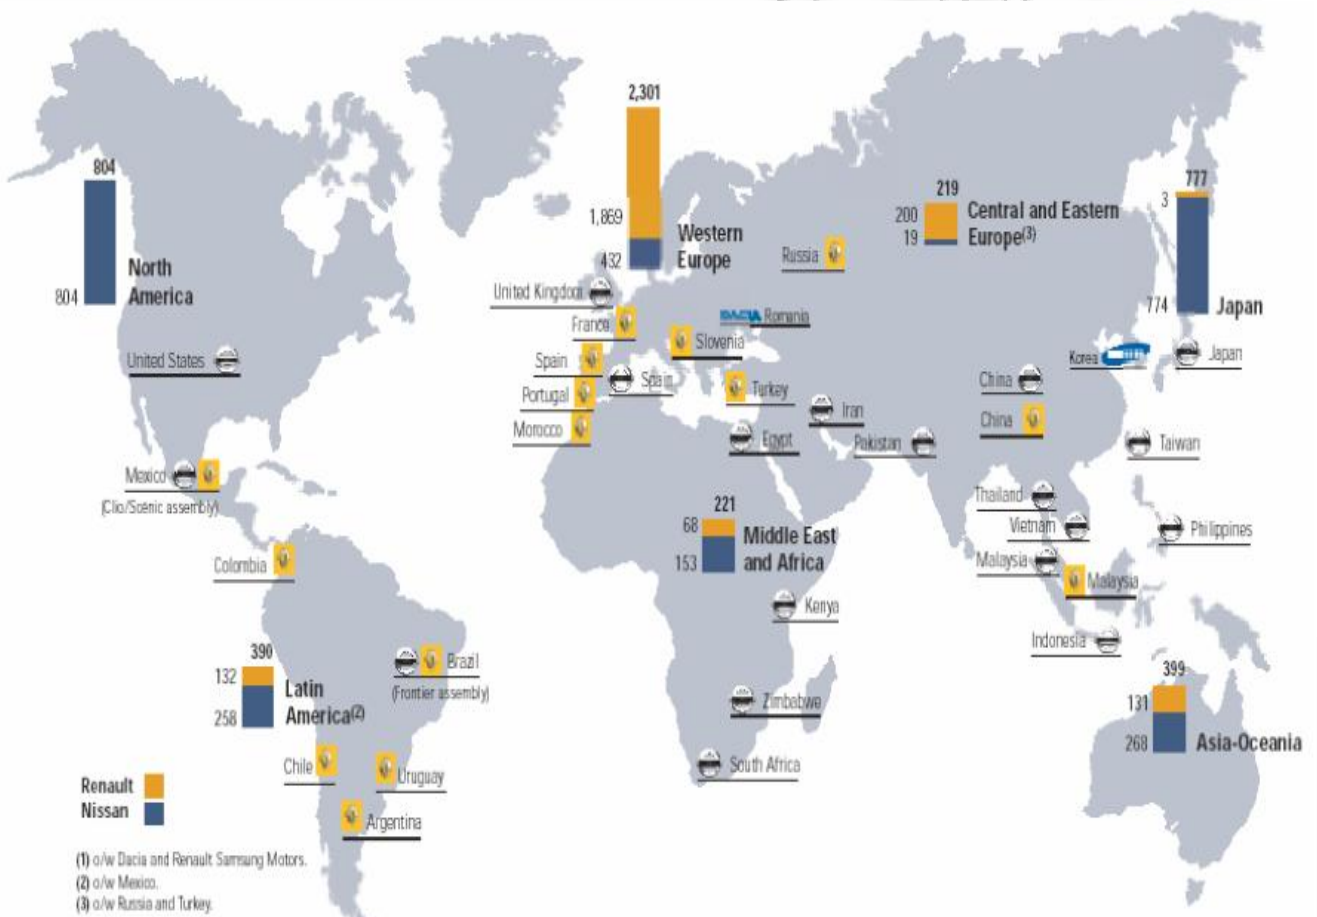 2,301
804
219
777
200
Central and Eastern
3
19
Europe(3)
1,869
Western
432
Europe
Russia
North
804
America
774
Japan
United Kingdom
France
DACIA Romania
Slovenia
United States
Spain
Spain
Korea
Japan
China
Portugal
Turkey
Iran
China
Morocco
Egypt
Pakistan
Taiwan
Mexico
(Clio/Scénic assembly)
Thailand
221
68
Middle East
Vietnam
Philippines
153
and Africa
Malaysia
Colombia
Malaysia
Kenya
Indonesia
390
Brazil
132
Latin
(Frontier assembly)
399
258
America(2)
Zimbabwe
131
268
Asia-Oceania
Chile
Uruguay
South Africa
Renault
Nissan
Argentina
(1) o/w Dacia and Renault Samsung Motors.
(2) o/w Mexico.
(3) o/w Russia and Turkey.